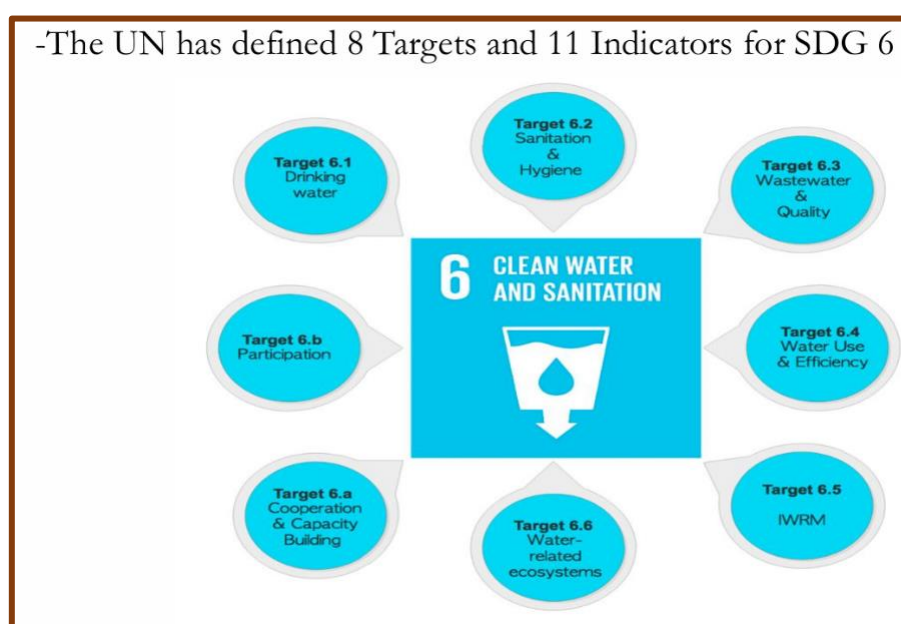 -The UN has defined 8 Targets and 11 Indicators for SDG 6
Target 6.1
Drinking
water
Target 6.2
Sanitation
&
Hygiene
Target 6.3
Wastewater
&
Quality
6 CLEAN WATER
AND SANITATION
Target 6.b
Participation
Target 6.4
Water Use
& Efficiency
Target 6.a
Cooperation
& Capacity
Building
Target 6.6
Water-
related
ecosystems
Target 6.5
IWRM